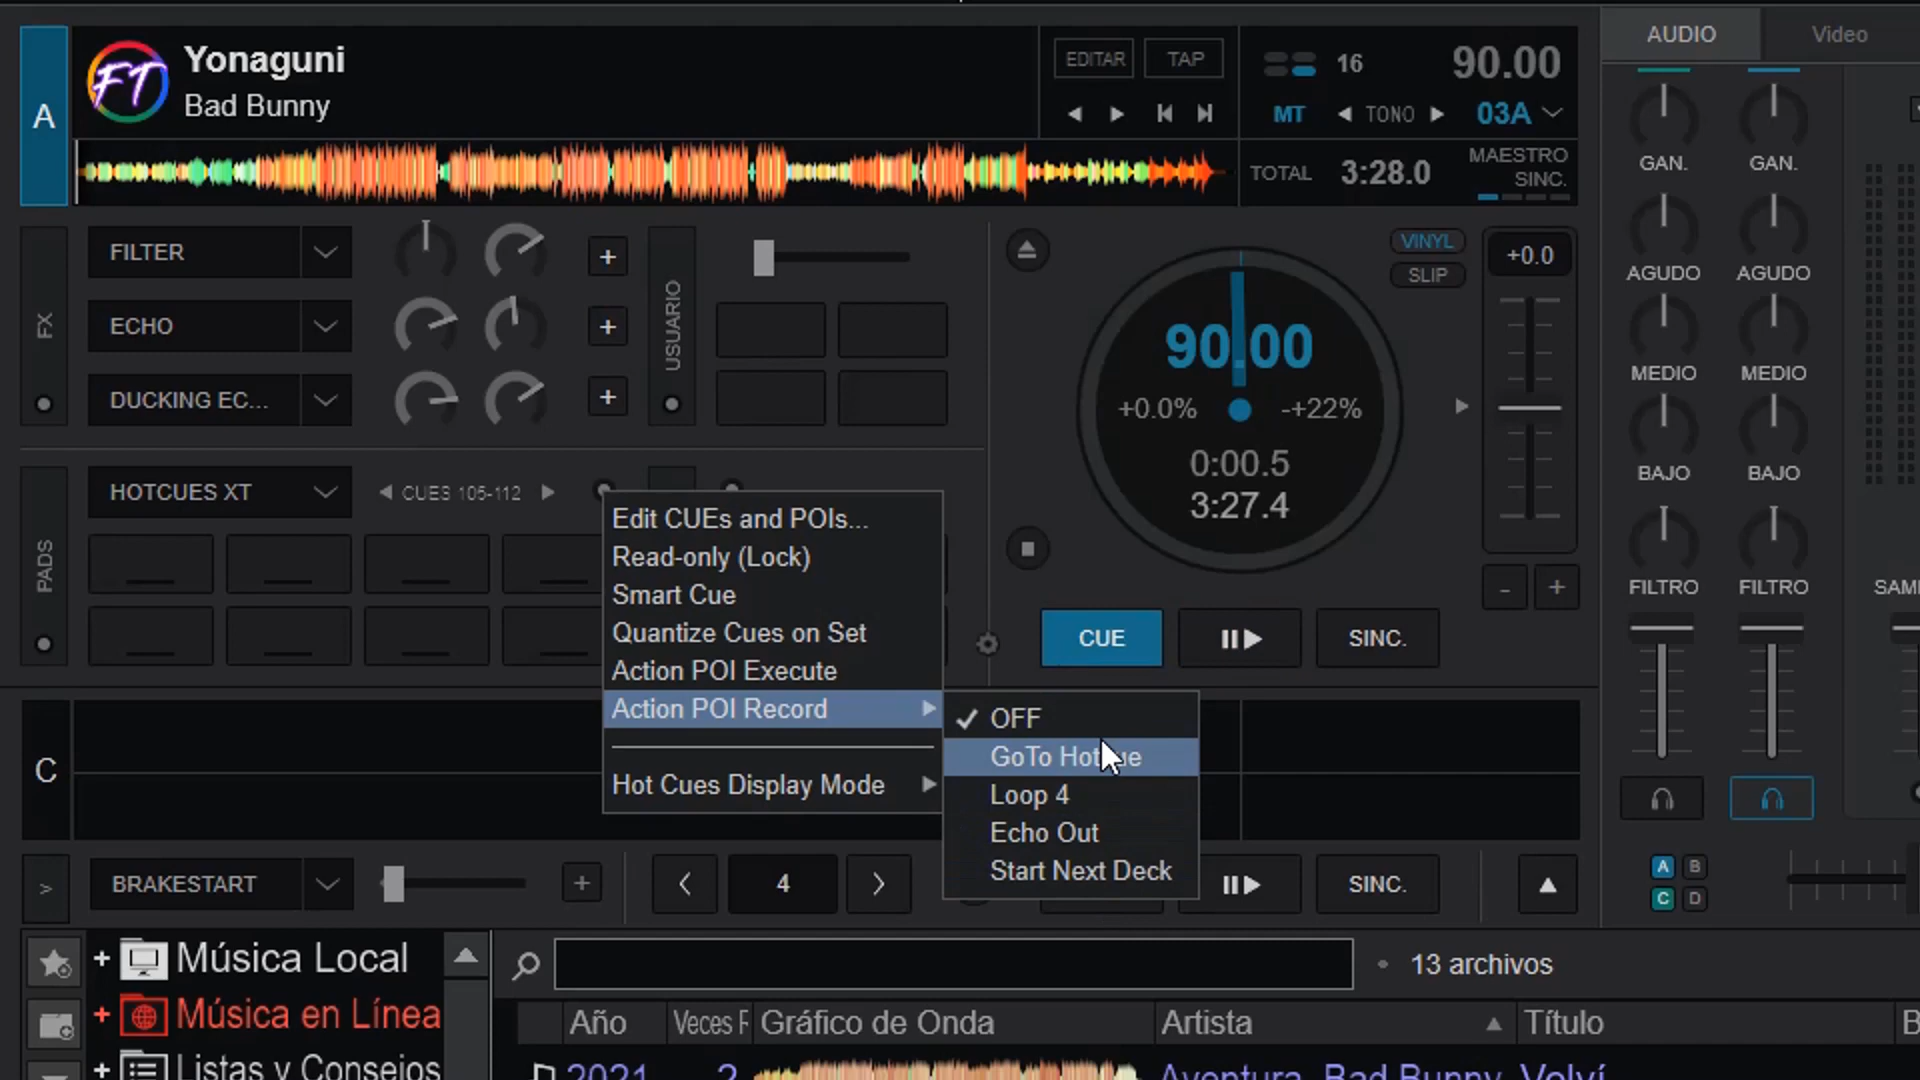 AUDIO
Video
A
FT
Yonaguni
Bad Bunny
EDITAR
TAP
16
90.00
MT
TONO
03A
TOTAL
3:28.0
MAESTRO
SINC.
GAN.
GAN.
FX
FILTER
+
ECHO
+
DUCKING EC...
+
USUARIO
VINYL
SLIP
+0.0
90.00
+0.0%
-+22%
0:00.5
3:27.4
AGUDO
AGUDO
MEDIO
MEDIO
BAJO
BAJO
FILTRO
FILTRO
PADS
HOTCUES XT
CUES 105-112
Edit CUEs and POIs...
Read-only (Lock)
Smart Cue
Quantize Cues on Set
Action POI Execute
Action POI Record
Hot Cues Display Mode
OFF
GoTo Hot
Loop 4
Echo Out
Start Next Deck
-
+
CUE
SINC.
C
>
BRAKESTART
+
4
SINC.
A
B
C
D
+ Música Local
+ Música en Línea
+ Listas y Consejos
13 archivos
Año
Veces
Gráfico de Onda
Artista
Título
2021
2
Aventura, Bad Bunny
Volví